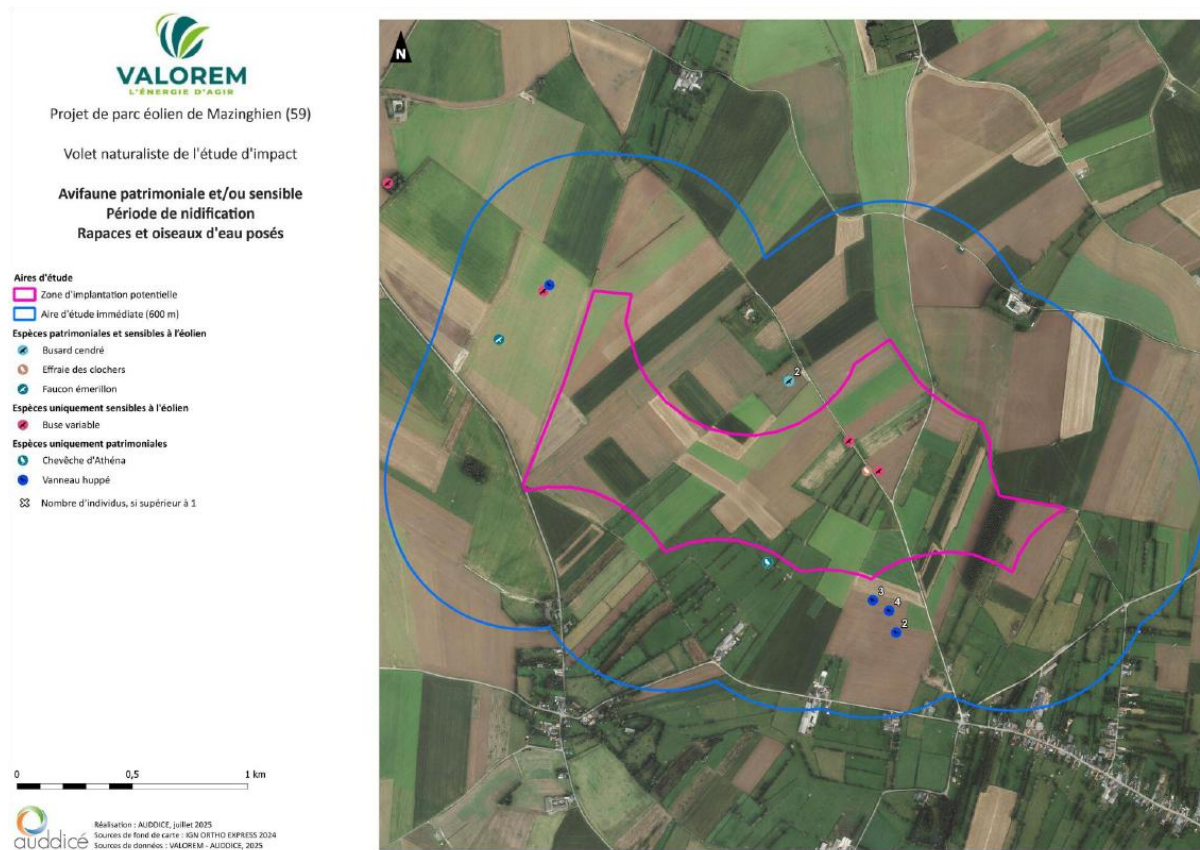 VALOREM
L'ÉNERGIE D'AGIR
Projet de parc éolien de Mazinghien (59)
Volet naturaliste de l'étude d'impact
Avifaune patrimoniale et/ou sensible
Période de nidification
Rapaces et oiseaux d'eau posés
Aires d'étude
Zone d'implantation potentielle
Aire d'étude immédiate (600 m)
Espèces patrimoniales et sensibles à l'éolien
Busard cendré
Effraie des clochers
Faucon émerillon
Espèces uniquement sensibles à l'éolien
Buse variable
Espèces uniquement patrimoniales
Chevêche d'Athéna
Vanneau huppé
Nombre d'individus, si supérieur à 1
0 0,5 1 km
auddicé
Réalisation : AUDDICE, juillet 2025
Sources de fond de carte : IGN ORTHO EXPRESS 2024
Sources de données : VALOREM - AUDDICE, 2025
N
2
3
4
2